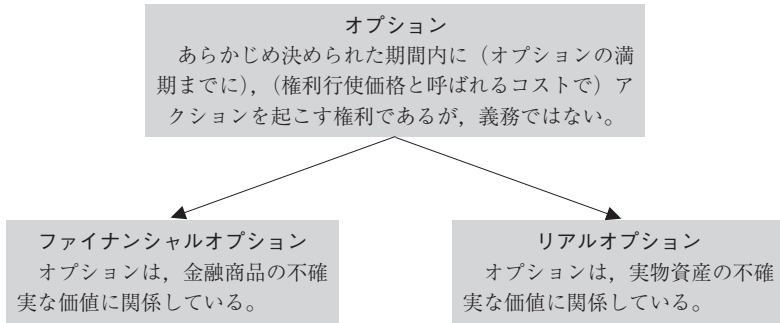 オプション
あらかじめ決められた期間内に（オプションの満
期までに），（権利行使価格と呼ばれるコストで）ア
クションを起こす権利であるが，義務ではない。
ファイナンシャルオプション
オプションは，金融商品の不確
実な価値に関係している。
リアルオプション
オプションは，実物資産の不確
実な価値に関係している。